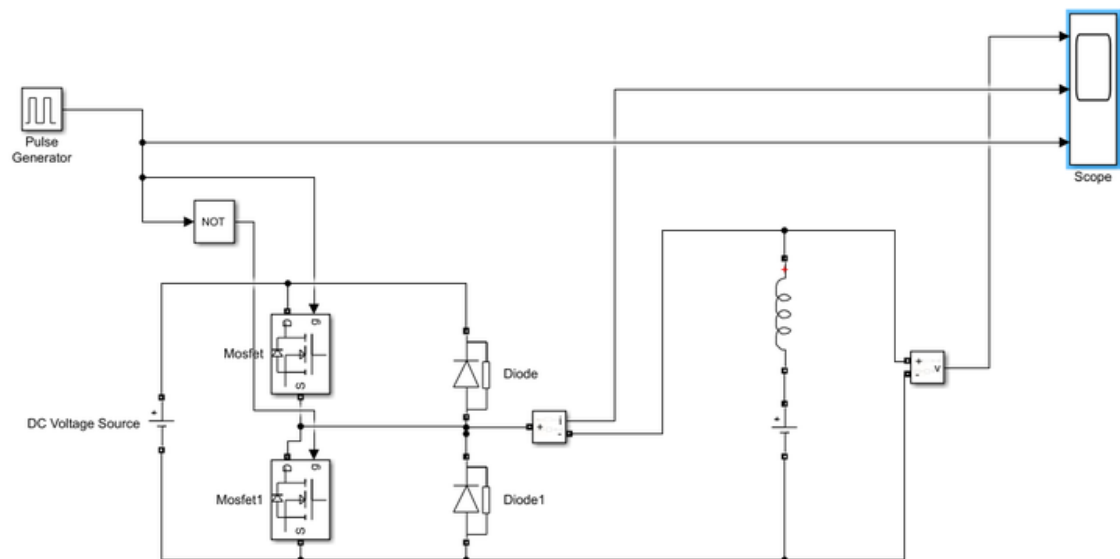 Pulse
Generator
Scope
NOT
D
g
Mosfet
S
Diode
DC Voltage Source
+
+
-
+
-
v
+
i
-
D
g
Mosfet1
S
Diode1